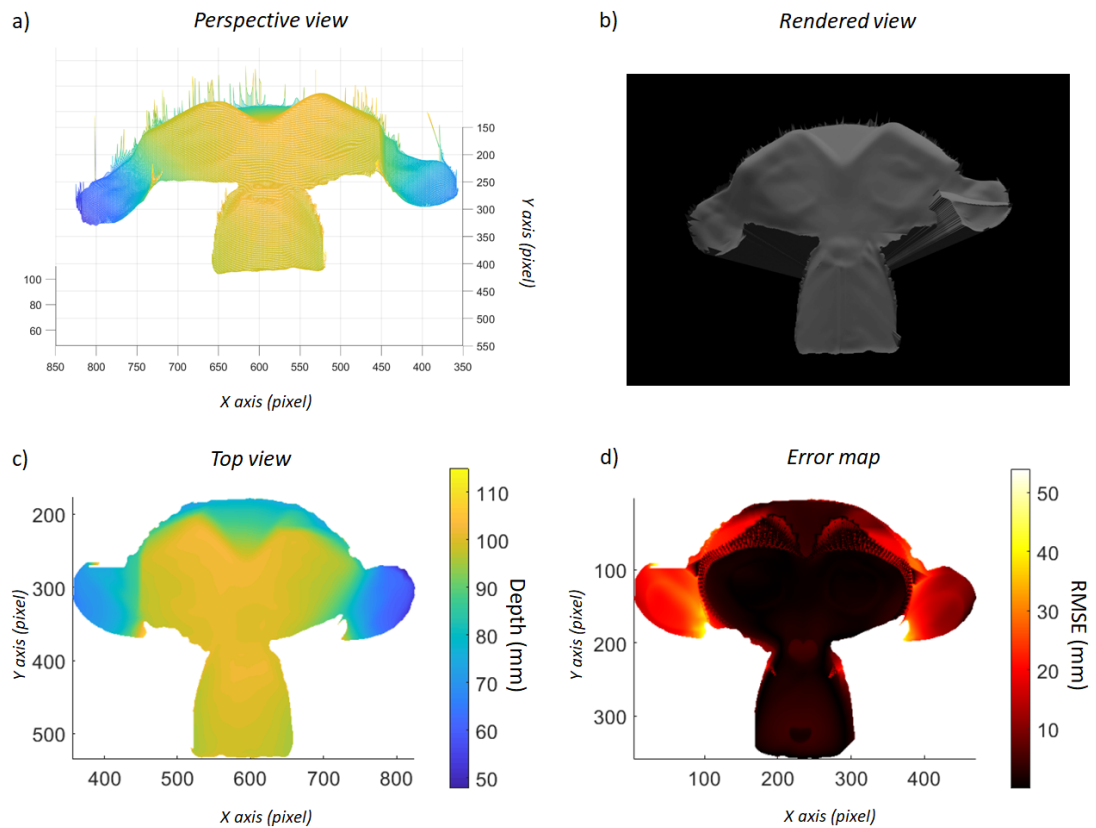 a) Perspective view
150
200
250
300
350
400
450
500
550
Y axis (pixel)
100
80
60
850 800 750 700 650 600 550 500 450 400 350
X axis (pixel)
b) Rendered view
c) Top view
200
300
400
500
Y axis (pixel)
400 500 600 700 800
X axis (pixel)
110
100
90
80
70
60
50
Depth (mm)
d) Error map
100
200
300
Y axis (pixel)
100 200 300 400
X axis (pixel)
50
40
30
20
10
RMSE (mm)